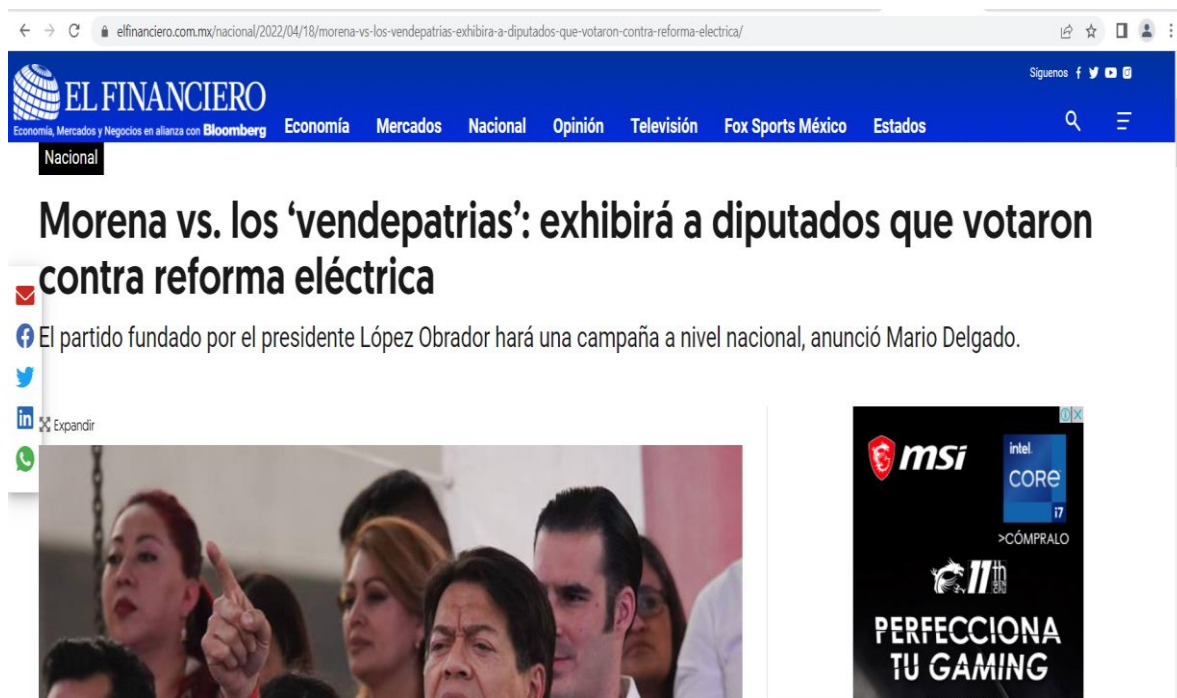 elfinanciero.com.mx/nacional/2022/04/18/morena-vs-los-vendepatrias-exhibira-a-diputados-que-votaron-contra-reforma-electrica/
Síguenos
EL FINANCIERO
Economía, Mercados y Negocios en alianza con Bloomberg
Economía Mercados Nacional Opinión Televisión Fox Sports México Estados
Nacional
Morena vs. los ‘vendepatrias’: exhibirá a diputados que votaron
contra reforma eléctrica
El partido fundado por el presidente López Obrador hará una campaña a nivel nacional, anunció Mario Delgado.
Expandir
msi
intel
CORE
i7
>CÓMPRALO
11th
GEN
CPU
PERFECCIONA
TU GAMING